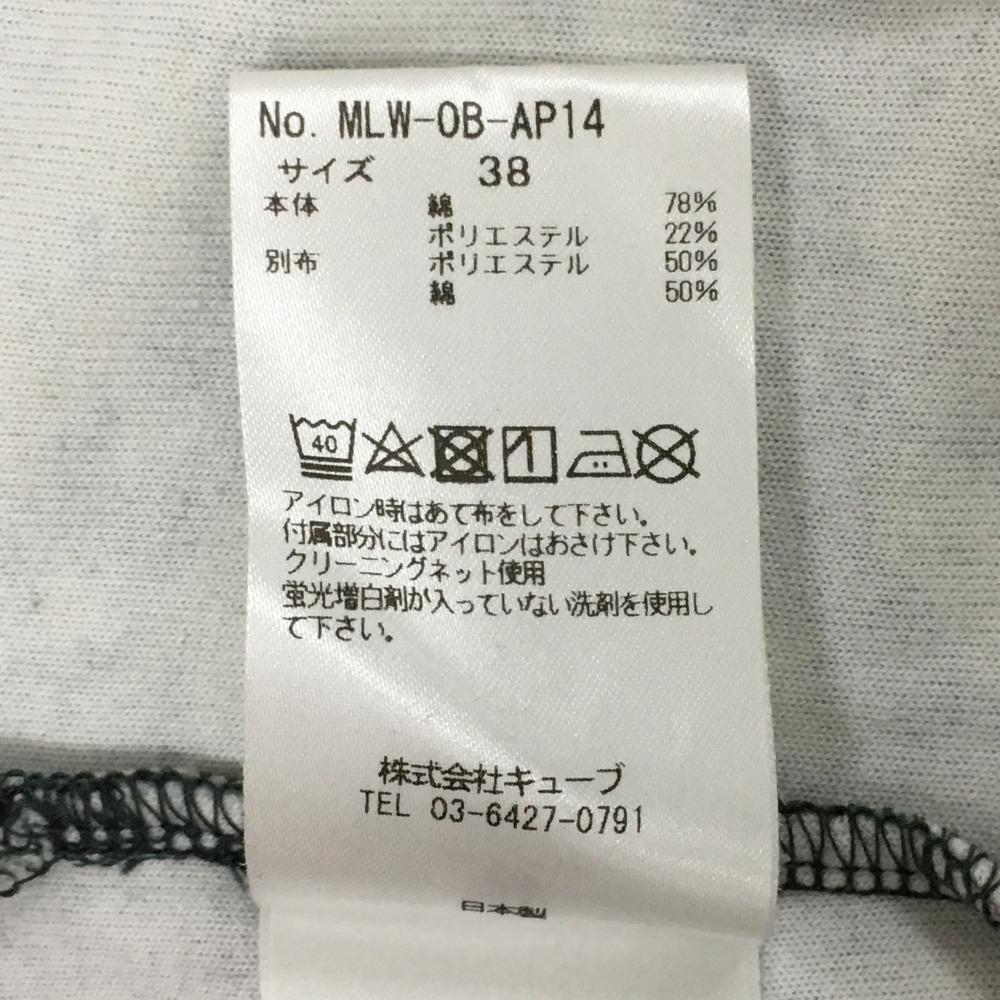 No. MLW-OB-AP14
サイズ 38
本体 綿 78%
ポリエステル 22%
別布 ポリエステル 50%
綿 50%
40
アイロン時はあて布をして下さい。
付属部分にはアイロンはおさけ下さい。
クリーニングネット使用
蛍光増白剤が入っていない洗剤を使用し
て下さい。
株式会社キューブ
TEL 03-6427-0791
日本製